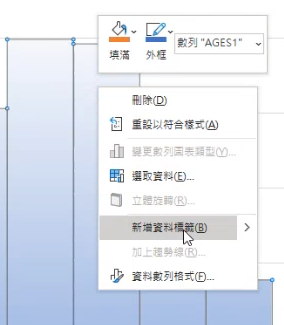 填滿 外框 數列 "AGES1"
刪除(D)
重設以符合樣式(A)
變更數列圖表類型(Y)...
選取資料(E)...
立體旋轉(R)...
新增資料標籤(B)
加上趨勢線(R)...
資料數列格式(F)...